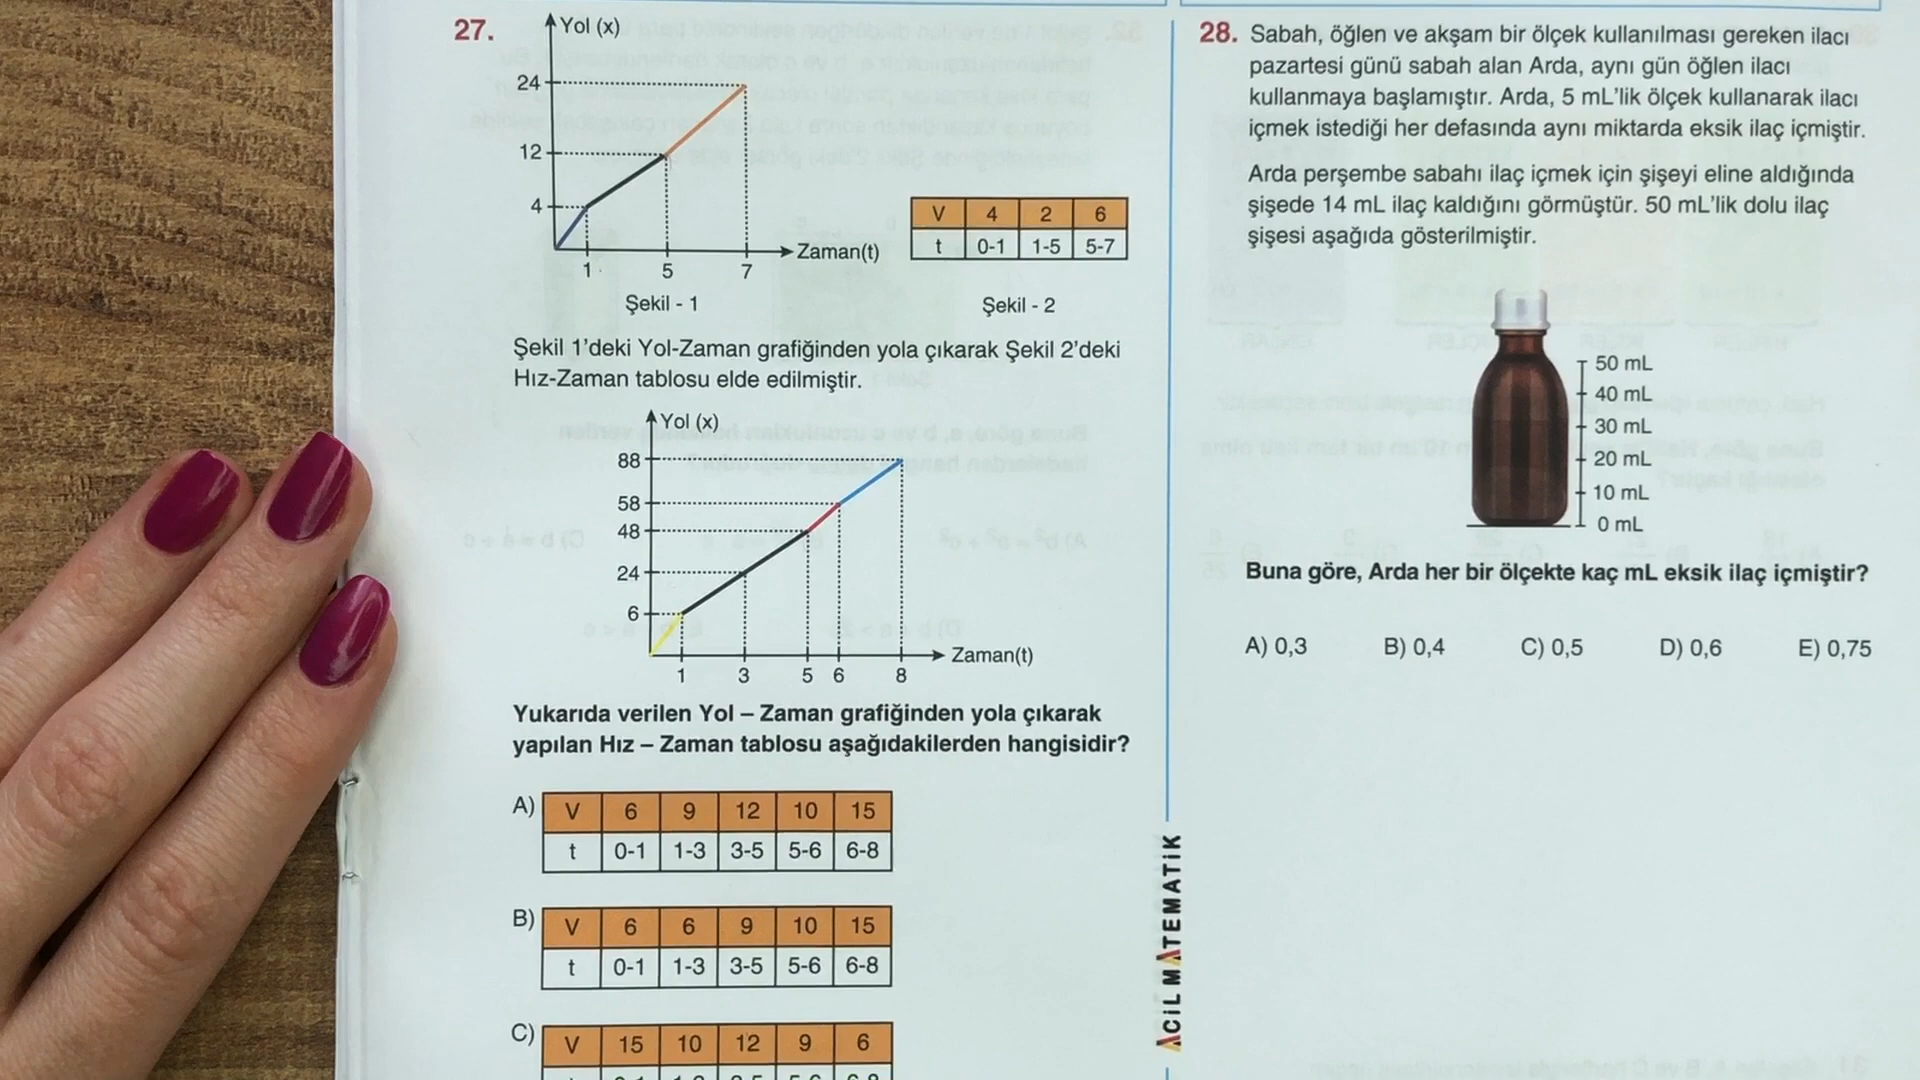 27.
Yol (x)
24
12
4
1
5
7
Zaman(t)
Şekil - 1
V 4 2 6
t 0-1 1-5 5-7
Şekil - 2
Şekil 1'deki Yol-Zaman grafiğinden yola çıkarak Şekil 2'deki
Hız-Zaman tablosu elde edilmiştir.
Yol (x)
88
58
48
24
6
1
3
5
6
8
Zaman(t)
Yukarıda verilen Yol – Zaman grafiğinden yola çıkarak
yapılan Hız – Zaman tablosu aşağıdakilerden hangisidir?
A)
V 6 9 12 10 15
t 0-1 1-3 3-5 5-6 6-8
B)
V 6 6 9 10 15
t 0-1 1-3 3-5 5-6 6-8
C)
V 15 10 12 9 6
ACİL MATEMATİK
28. Sabah, öğlen ve akşam bir ölçek kullanılması gereken ilacı
pazartesi günü sabah alan Arda, aynı gün öğlen ilacı
kullanmaya başlamıştır. Arda, 5 mL'lik ölçek kullanarak ilacı
içmek istediği her defasında aynı miktarda eksik ilaç içmiştir.
Arda perşembe sabahı ilaç içmek için şişeyi eline aldığında
şişede 14 mL ilaç kaldığını görmüştür. 50 mL'lik dolu ilaç
şişesi aşağıda gösterilmiştir.
50 mL
40 mL
30 mL
20 mL
10 mL
0 mL
Buna göre, Arda her bir ölçekte kaç mL eksik ilaç içmiştir?
A) 0,3 B) 0,4 C) 0,5 D) 0,6 E) 0,75